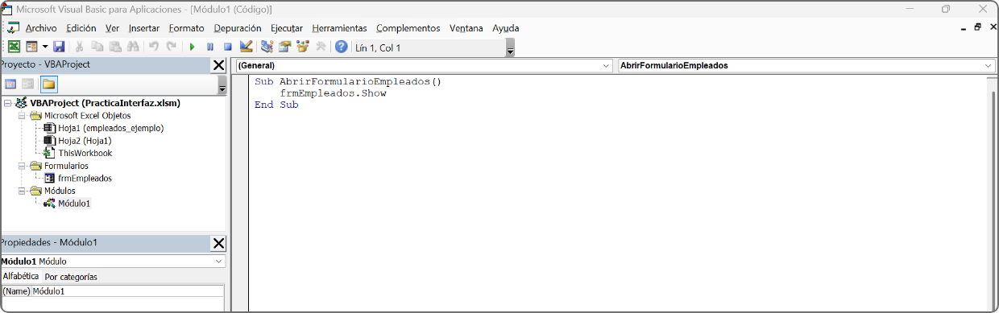 Microsoft Visual Basic para Aplicaciones - [Módulo1 (Código)]
Archivo Edición Ver Insertar Formato Depuración Ejecutar Herramientas Complementos Ventana Ayuda
Lín 1, Col 1
Proyecto - VBAProject
VBAProject (PracticaInterfaz.xlsm)
Microsoft Excel Objetos
Hoja1 (empleados_ejemplo)
Hoja2 (Hoja1)
ThisWorkbook
Formularios
frmEmpleados
Módulos
Módulo1
Propiedades - Módulo1
Módulo1 Módulo
Alfabética Por categorías
(Name) Módulo1
(General) AbrirFormularioEmpleados
Sub AbrirFormularioEmpleados()
frmEmpleados.Show
End Sub